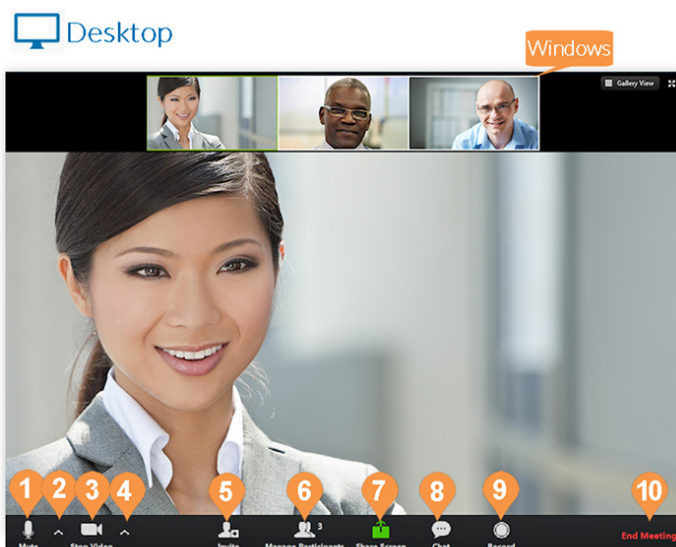 Desktop
Windows
Gallery View
1 2 3 4 5 6 7 8 9 10
3
Mute Stop Video Invite Manage Participants Share Screen Chat Record End Meeting